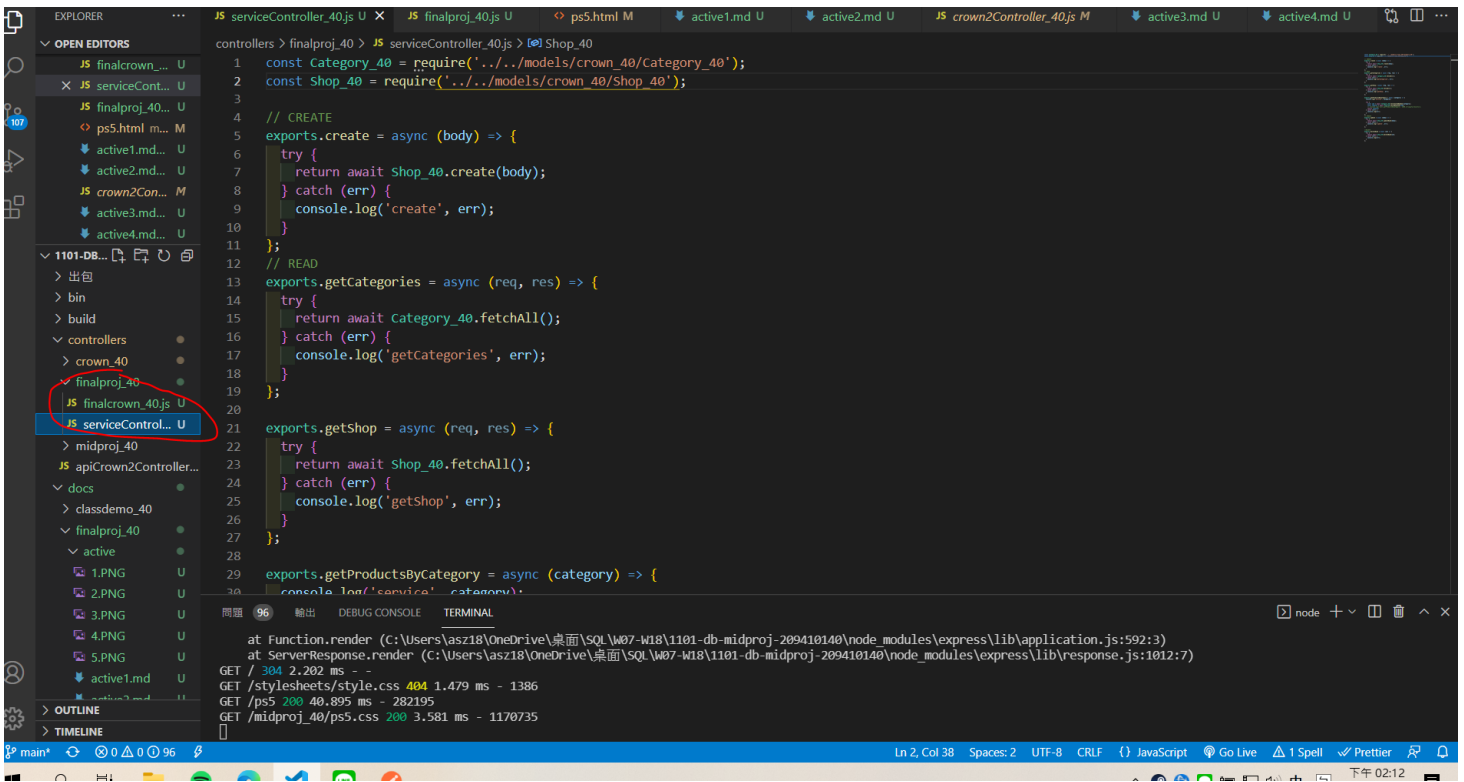 EXPLORER ...
JS serviceController_40.js U X JS finalproj_40.js U <> ps5.html M active1.md U active2.md U JS crown2Controller_40.js M active3.md U active4.md U ...
OPEN EDITORS
controllers > finalproj_40 > JS serviceController_40.js > Shop_40
JS finalcrown_... U
X JS serviceCont... U
JS finalproj_40... U
<> ps5.html m... M
active1.md... U
active2.md... U
JS crown2Con... M
active3.md... U
active4.md... U
107
1101-DB...
出包
bin
build
controllers
crown_40
finalproj_40
JS finalcrown_40.js U
JS serviceControl... U
midproj_40
JS apiCrown2Controller...
docs
classdemo_40
finalproj_40
active
1.PNG U
2.PNG U
3.PNG U
4.PNG U
5.PNG U
active1.md U
active2.md U
OUTLINE
TIMELINE
1 const Category_40 = require('../../models/crown_40/Category_40');
2 const Shop_40 = require('../../models/crown_40/Shop_40');
3
4 // CREATE
5 exports.create = async (body) => {
6 try {
7 return await Shop_40.create(body);
8 } catch (err) {
9 console.log('create', err);
10 }
11 };
12 // READ
13 exports.getCategories = async (req, res) => {
14 try {
15 return await Category_40.fetchAll();
16 } catch (err) {
17 console.log('getCategories', err);
18 }
19 };
20
21 exports.getShop = async (req, res) => {
22 try {
23 return await Shop_40.fetchAll();
24 } catch (err) {
25 console.log('getShop', err);
26 }
27 };
28
29 exports.getProductsByCategory = async (category) => {
30 console.log('service', category);
問題 96 輸出 DEBUG CONSOLE TERMINAL node
at Function.render (C:\Users\asz18\OneDrive\桌面\SQL\W07-W18\1101-db-midproj-209410140\node_modules\express\lib\application.js:592:3)
at ServerResponse.render (C:\Users\asz18\OneDrive\桌面\SQL\W07-W18\1101-db-midproj-209410140\node_modules\express\lib\response.js:1012:7)
GET / 304 2.202 ms - -
GET /stylesheets/style.css 404 1.479 ms - 1386
GET /ps5 200 40.895 ms - 282195
GET /midproj_40/ps5.css 200 3.581 ms - 1170735
main* 0 0 96 Ln 2, Col 38 Spaces: 2 UTF-8 CRLF {} JavaScript Go Live 1 Spell Prettier
中 下午 02:12